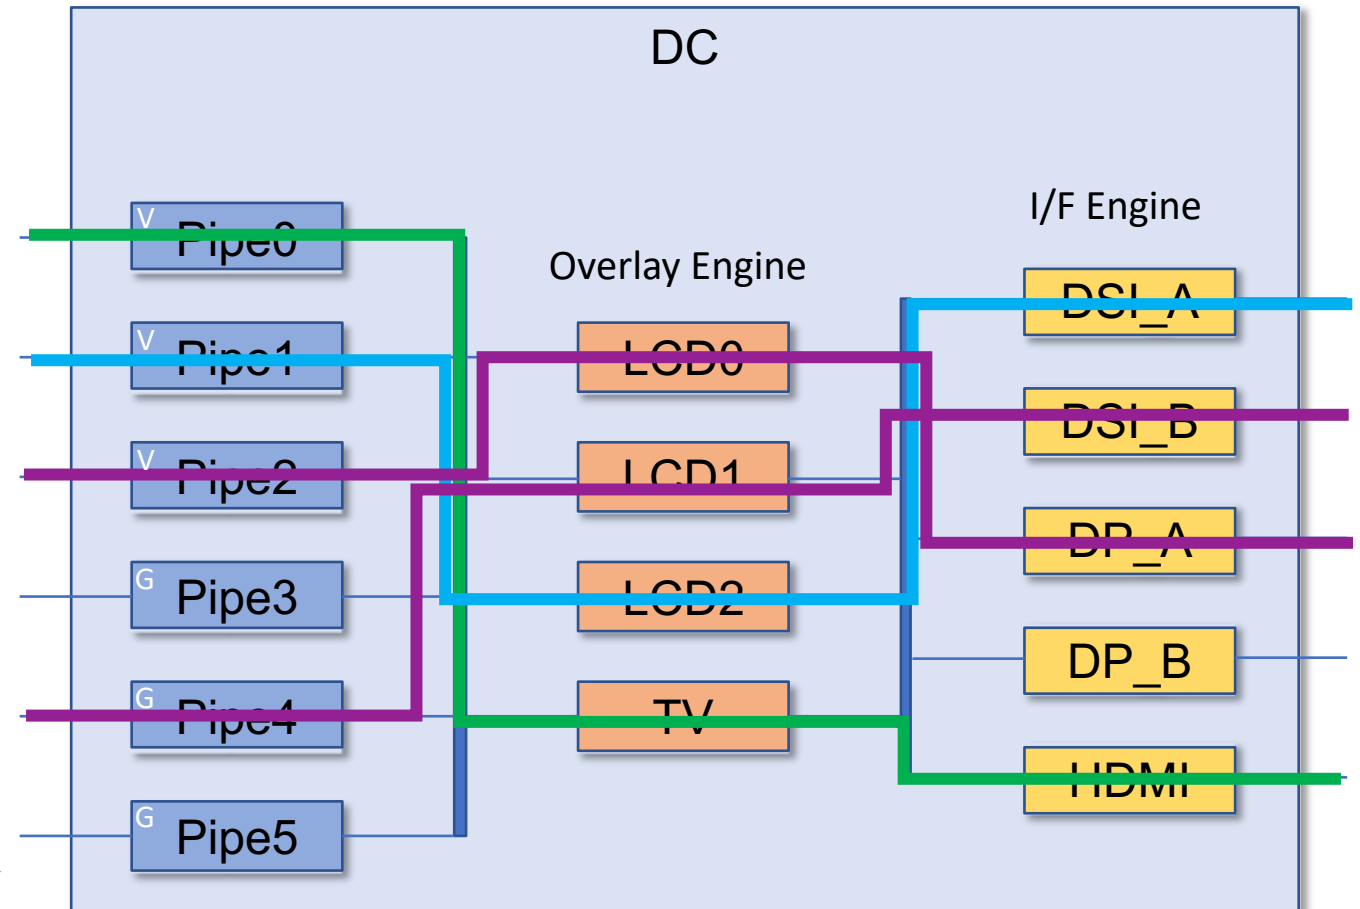 DC
V
Pipe0
V
Pipe1
V
Pipe2
G
Pipe3
G
Pipe4
G
Pipe5
Overlay Engine
LCD0
LCD1
LCD2
TV
I/F Engine
DSI_A
DSI_B
DP_A
DP_B
HDMI